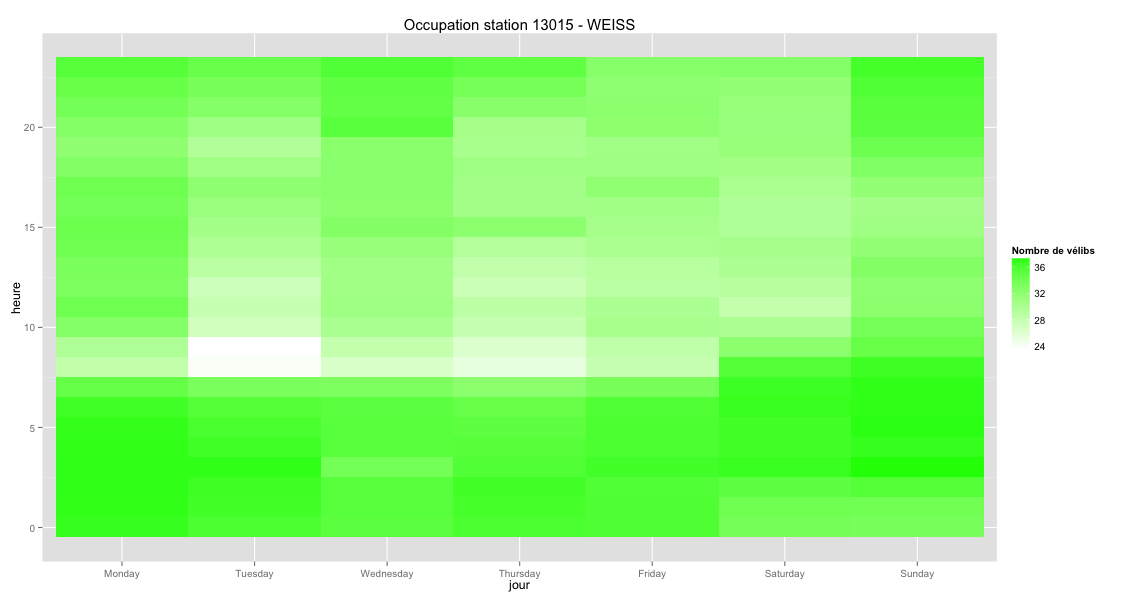 Occupation station 13015 - WEISS
heure
20
15
10
5
0
Monday Tuesday Wednesday Thursday Friday Saturday Sunday
jour
Nombre de vélibs
36
32
28
24